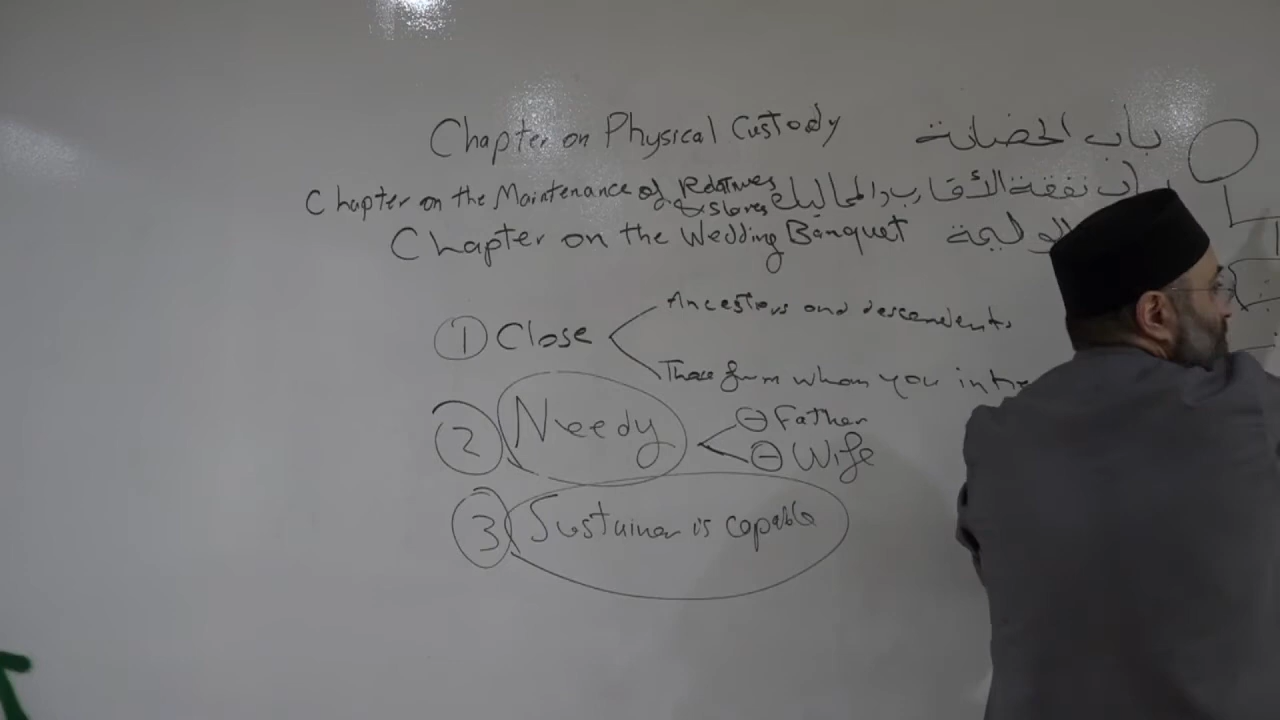 Chapter on Physical Custody باب الحضانة
Chapter on the Maintenance of Relatives & Slaves باب نفقة الأقارب والمماليك
Chapter on the Wedding Banquet الوليمة
1 Close
Ancestors and descendents
Those from whom you
2 Needy
Father
Wife
3 Sustainer is capable